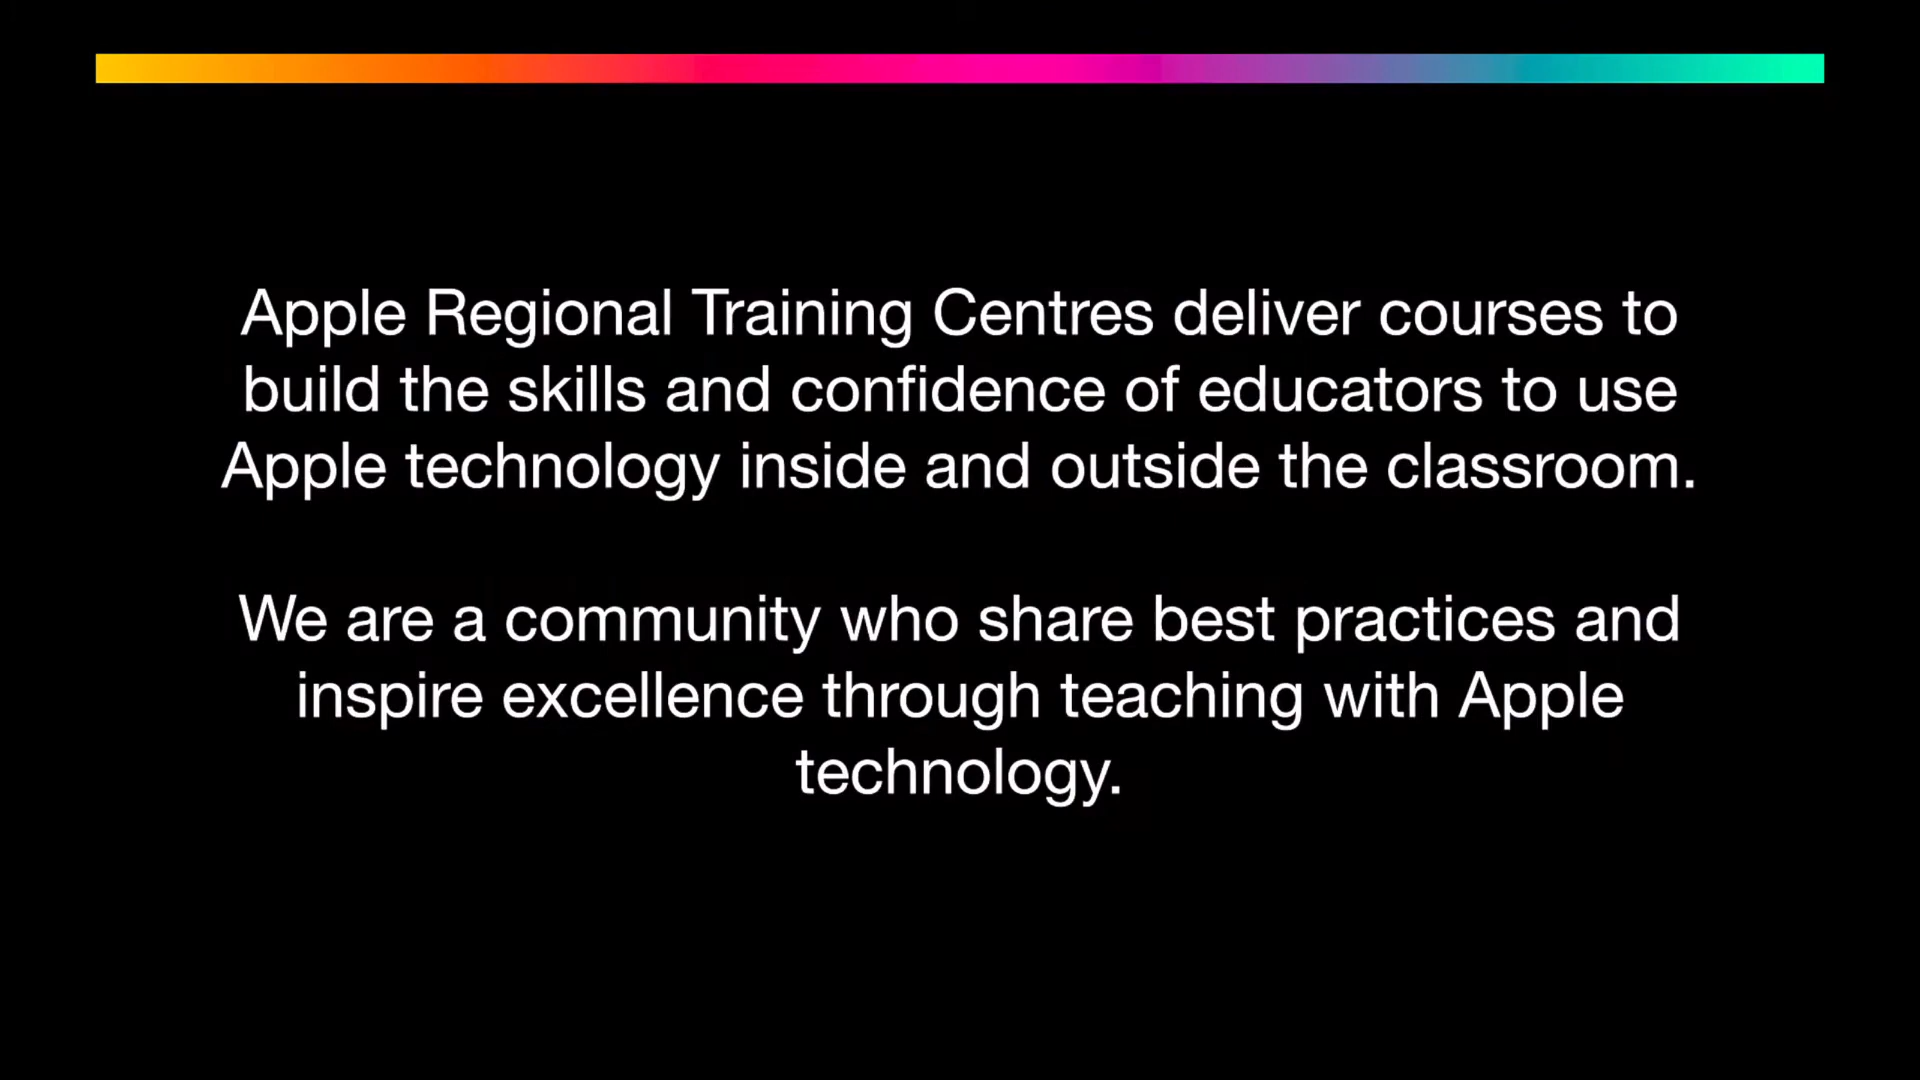 Apple Regional Training Centres deliver courses to
build the skills and confidence of educators to use
Apple technology inside and outside the classroom.
We are a community who share best practices and
inspire excellence through teaching with Apple
technology.